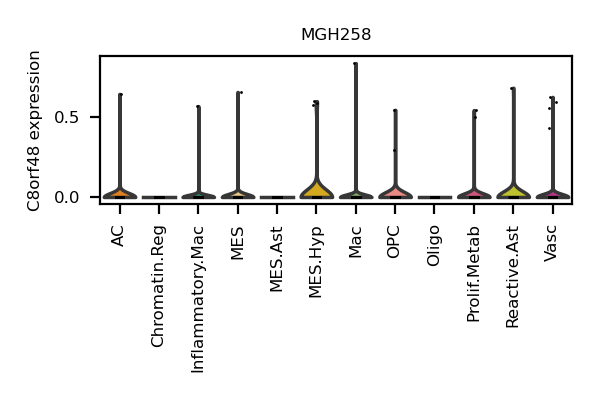 MGH258
C8orf48 expression
0.5
0.0
AC
Chromatin.Reg
Inflammatory.Mac
MES
MES.Ast
MES.Hyp
Mac
OPC
Oligo
Prolif.Metab
Reactive.Ast
Vasc